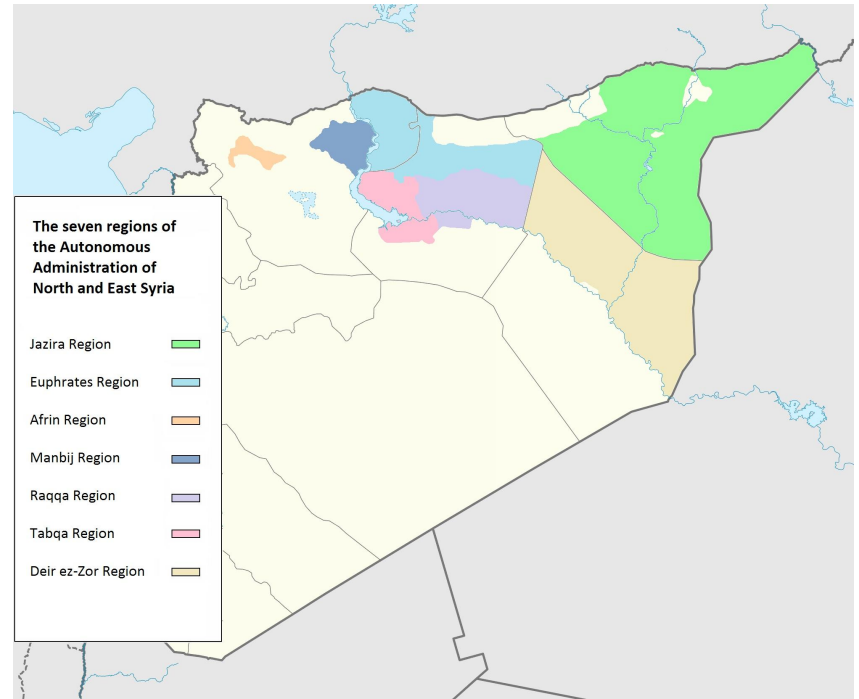 The seven regions of
the Autonomous
Administration of
North and East Syria
Jazira Region
Euphrates Region
Afrin Region
Manbij Region
Raqqa Region
Tabqa Region
Deir ez-Zor Region